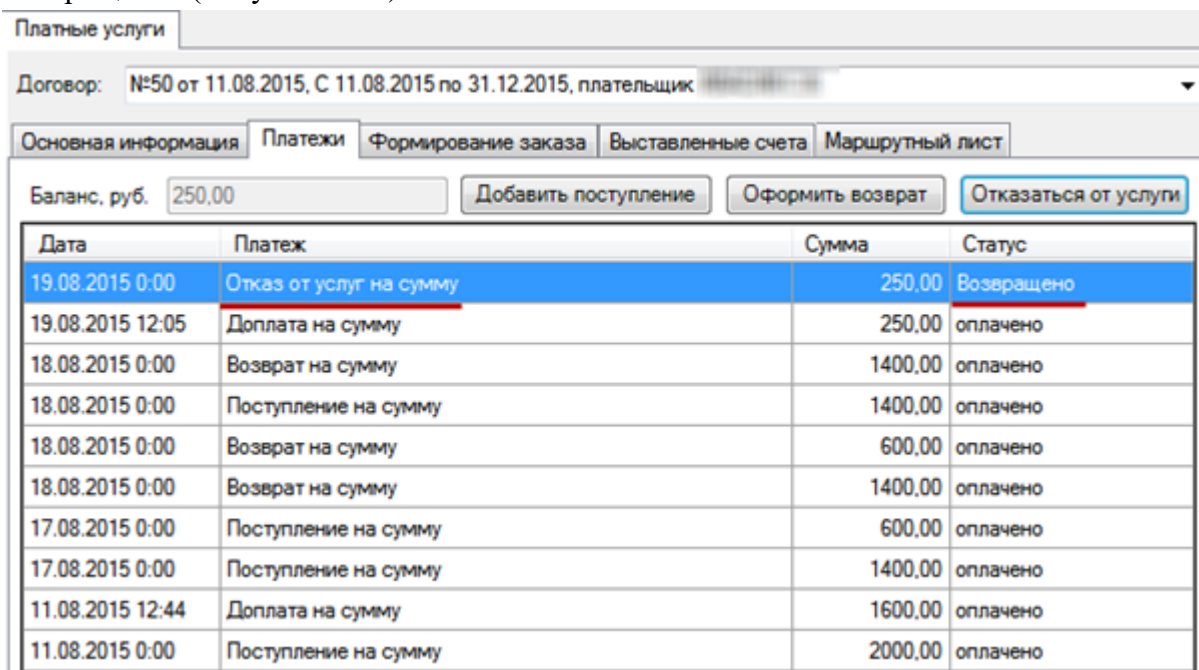 Платные услуги
Договор: №50 от 11.08.2015, С 11.08.2015 по 31.12.2015, плательщик
Основная информация Платежи Формирование заказа Выставленные счета Маршрутный лист
Баланс, руб. 250,00 Добавить поступление Оформить возврат Отказаться от услуги
Дата Платеж Сумма Статус
19.08.2015 0:00 Отказ от услуг на сумму 250,00 Возвращено
19.08.2015 12:05 Доплата на сумму 250,00 оплачено
18.08.2015 0:00 Возврат на сумму 1400,00 оплачено
18.08.2015 0:00 Поступление на сумму 1400,00 оплачено
18.08.2015 0:00 Возврат на сумму 600,00 оплачено
18.08.2015 0:00 Возврат на сумму 1400,00 оплачено
17.08.2015 0:00 Поступление на сумму 600,00 оплачено
17.08.2015 0:00 Поступление на сумму 1400,00 оплачено
11.08.2015 12:44 Доплата на сумму 1600,00 оплачено
11.08.2015 0:00 Поступление на сумму 2000,00 оплачено